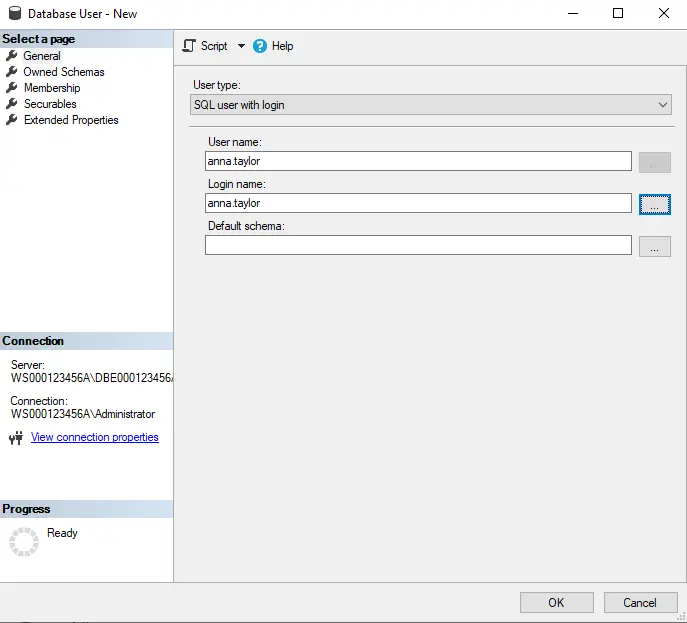 Database User - New
Select a page
General
Owned Schemas
Membership
Securables
Extended Properties
Script
Help
User type:
SQL user with login
User name:
anna.taylor
...
Login name:
anna.taylor
...
Default schema:
...
Connection
Server:
WS000123456A\DBE000123456A
Connection:
WS000123456A\Administrator
View connection properties
Progress
Ready
OK
Cancel